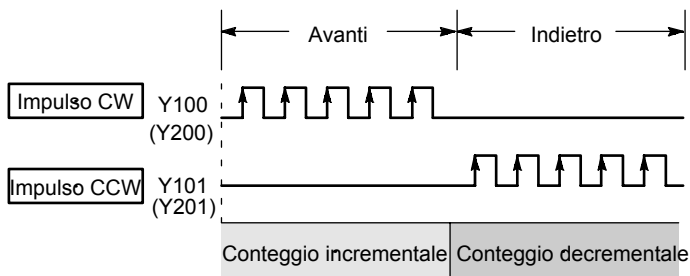 Avanti Indietro
Impulso CW Y100
(Y200)
Impulso CCW Y101
(Y201)
Conteggio incrementale Conteggio decrementale